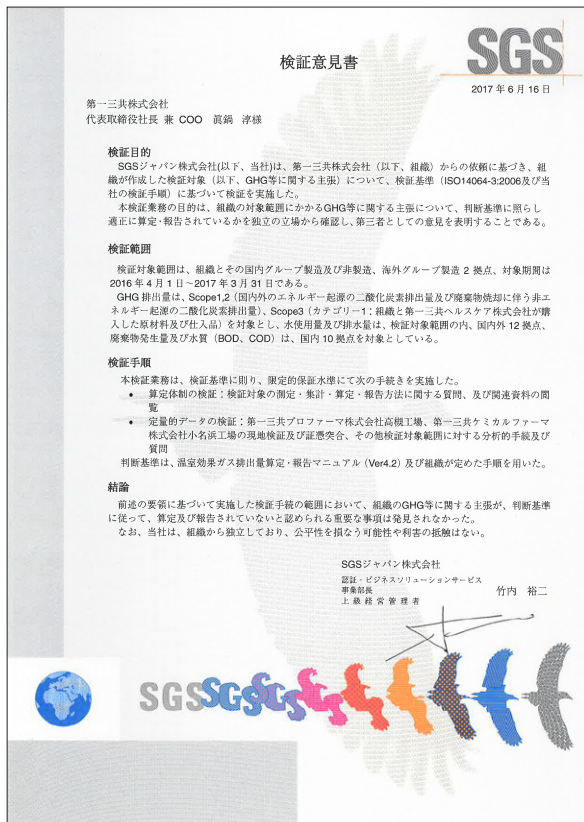 SGS
検証意見書
2017 年 6 月 16 日
第一三共株式会社
代表取締役社長 兼 COO 眞鍋 淳様
検証目的
SGSジャパン株式会社(以下、当社)は、第一三共株式会社（以下、組織）からの依頼に基づき、組
織が作成した検証対象（以下、GHG等に関する主張）について、検証基準（ISO14064-3:2006及び当
社の検証手順）に基づいて検証を実施した。
本検証業務の目的は、組織の対象範囲にかかるGHG等に関する主張について、判断基準に照らし
適正に算定・報告されているかを独立の立場から確認し、第三者としての意見を表明することである。
検証範囲
検証対象範囲は、組織とその国内グループ製造及び非製造、海外グループ製造 2 拠点、対象期間は
2016 年 4 月 1 日～2017 年 3 月 31 日である。
GHG 排出量は、Scope1,2（国内外のエネルギー起源の二酸化炭素排出量及び廃棄物焼却に伴う非エ
ネルギー起源の二酸化炭素排出量）、Scope3（カテゴリー1：組織と第一三共ヘルスケア株式会社が購
入した原材料及び仕入品）を対象とし、水使用量及び排水量は、検証対象範囲の内、国内外 12 拠点、
廃棄物発生量及び水質（BOD、COD）は、国内 10 拠点を対象としている。
検証手順
本検証業務は、検証基準に則り、限定的保証水準にて次の手続きを実施した。
• 算定体制の検証：検証対象の測定・集計・算定・報告方法に関する質問、及び関連資料の閲
覧
• 定量的データの検証：第一三共プロファーマ株式会社高槻工場、第一三共ケミカルファーマ
株式会社小名浜工場の現地検証及び証憑突合、その他検証対象範囲に対する分析的手続及び
質問
判断基準は、温室効果ガス排出量算定・報告マニュアル（Ver4.2）及び組織が定めた手順を用いた。
結論
前述の要領に基づいて実施した検証手続の範囲において、組織のGHG等に関する主張が、判断基準
に従って、算定及び報告されていないと認められる重要な事項は発見されなかった。
なお、当社は、組織から独立しており、公平性を損なう可能性や利害の抵触はない。
SGSジャパン株式会社
認証・ビジネスソリューションサービス
事業部長
上級経営管理者
竹内 裕二
SGSSGSSGS